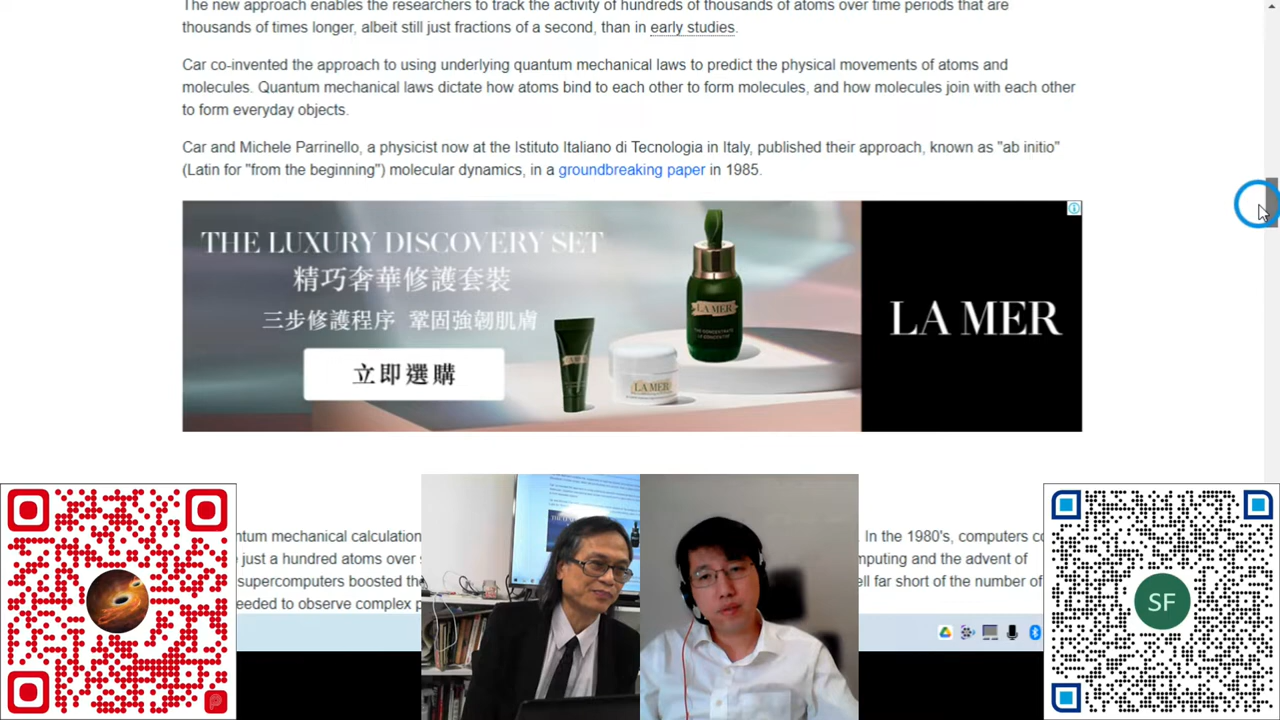 The new approach enables the researchers to track the activity of hundreds of thousands of atoms over time periods that are
thousands of times longer, albeit still just fractions of a second, than in early studies.
Car co-invented the approach to using underlying quantum mechanical laws to predict the physical movements of atoms and
molecules. Quantum mechanical laws dictate how atoms bind to each other to form molecules, and how molecules join with each other
to form everyday objects.
Car and Michele Parrinello, a physicist now at the Istituto Italiano di Tecnologia in Italy, published their approach, known as "ab initio"
(Latin for "from the beginning") molecular dynamics, in a groundbreaking paper in 1985.
THE LUXURY DISCOVERY SET
精巧奢華修護套裝
三步修護程序 鞏固強韌肌膚
立即選購
LA MER
LA MER
LA MER
mechanical calculation
. In the 1980's, computers
just a hundred atoms over
and the advent of
supercomputers boosted
fell far short of the number of
to observe complex
SF